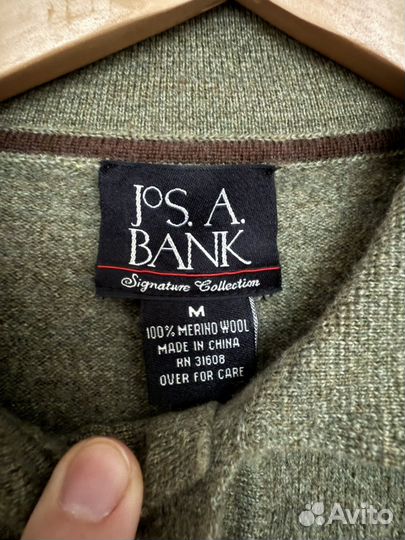 JOS. A.
BANK
Signature Collection
M
100% MERINO WOOL
MADE IN CHINA
RN 31608
OVER FOR CARE
Avito